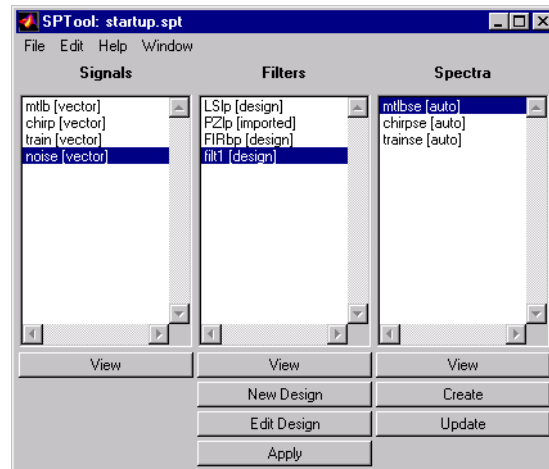 SPTool: startup.spt
File Edit Help Window
Signals Filters Spectra
mtlb [vector]
chirp [vector]
train [vector]
noise [vector]
LSlp [design]
PZlp [imported]
FIRbp [design]
filt1 [design]
mtlbse [auto]
chirpse [auto]
trainse [auto]
View View View
New Design Create
Edit Design Update
Apply